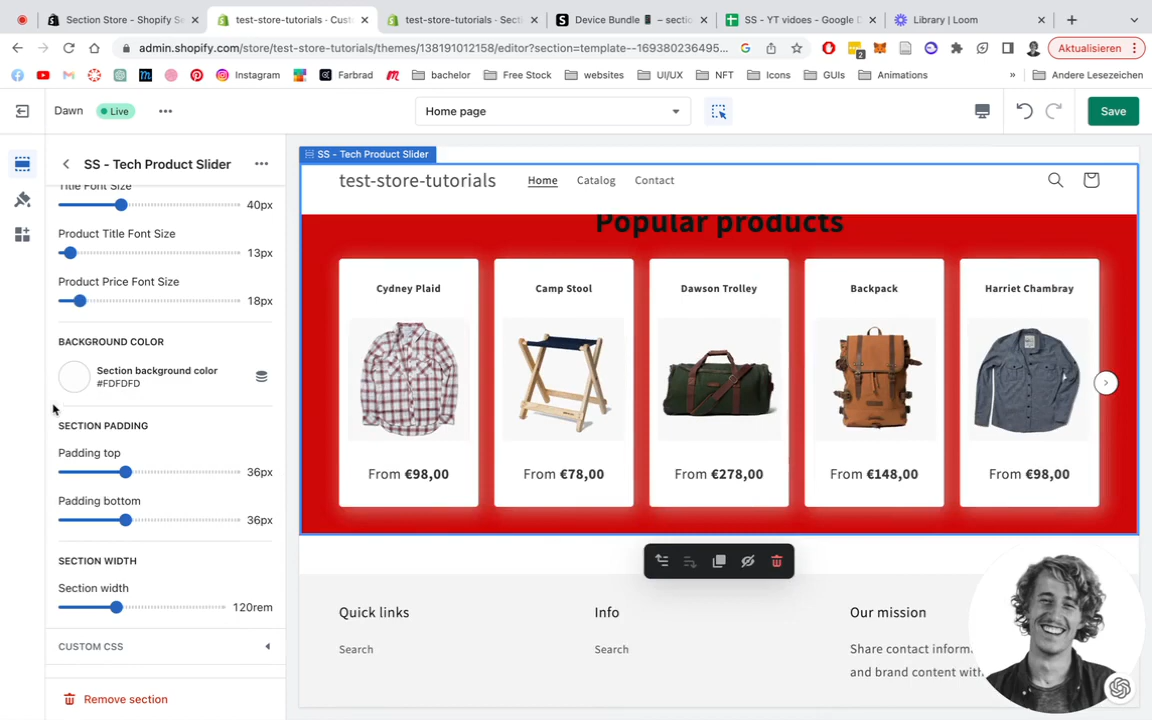 Section Store - Shopify Se
test-store-tutorials · Cust
test-store-tutorials · Secti
Device Bundle 📱 – section
SS - YT vidoes - Google D
Library | Loom
admin.shopify.com/store/test-store-tutorials/themes/138191012158/editor?section=template--169380236495...
Aktualisieren
Instagram
Farbrad
bachelor
Free Stock
websites
UI/UX
NFT
Icons
GUIs
Animations
»
Andere Lesezeichen
Dawn
Live
Home page
Save
SS - Tech Product Slider
Title Font Size
40px
Product Title Font Size
13px
Product Price Font Size
18px
BACKGROUND COLOR
Section background color
#FDFDFD
SECTION PADDING
Padding top
36px
Padding bottom
36px
SECTION WIDTH
Section width
120rem
CUSTOM CSS
Remove section
SS - Tech Product Slider
test-store-tutorials
Home
Catalog
Contact
Popular products
Cydney Plaid
Camp Stool
Dawson Trolley
Backpack
Harriet Chambray
From €98,00
From €78,00
From €278,00
From €148,00
From €98,00
Quick links
Info
Our mission
Search
Search
Share contact inform
and brand content with